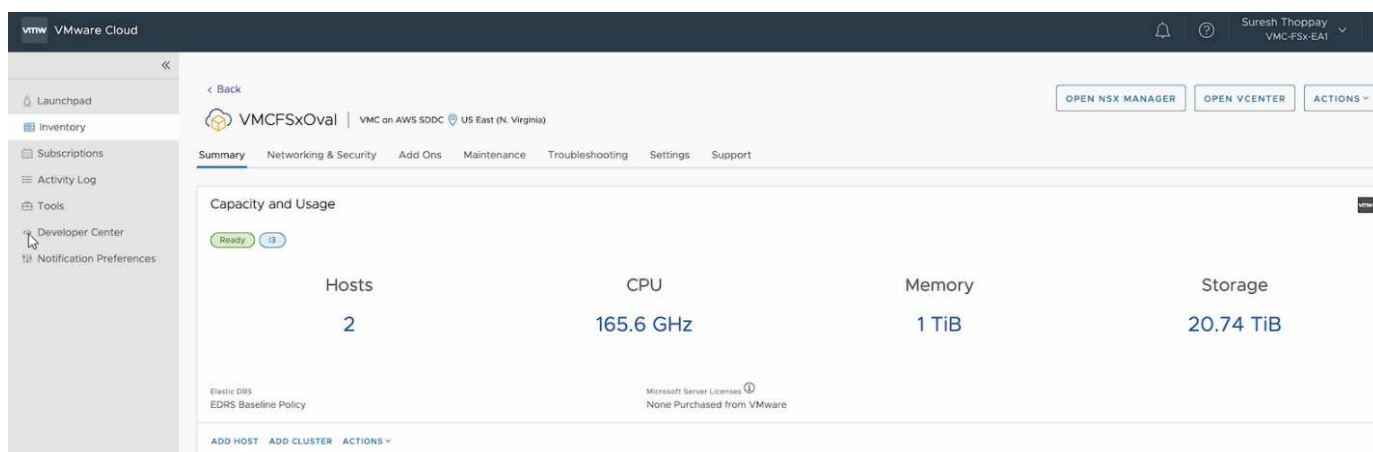 vmw VMware Cloud
Suresh Thoppay
VMC-FSx-EA1
Launchpad
Inventory
Subscriptions
Activity Log
Tools
Developer Center
Notification Preferences
< Back
OPEN NSX MANAGER OPEN VCENTER ACTIONS
VMCFSxOval | VMC on AWS SDDC US East (N. Virginia)
Summary Networking & Security Add Ons Maintenance Troubleshooting Settings Support
Capacity and Usage
vmw
Ready I3
Hosts CPU Memory Storage
2 165.6 GHz 1 TiB 20.74 TiB
Elastic DRS Microsoft Server Licenses
EDRS Baseline Policy None Purchased from VMware
ADD HOST ADD CLUSTER ACTIONS